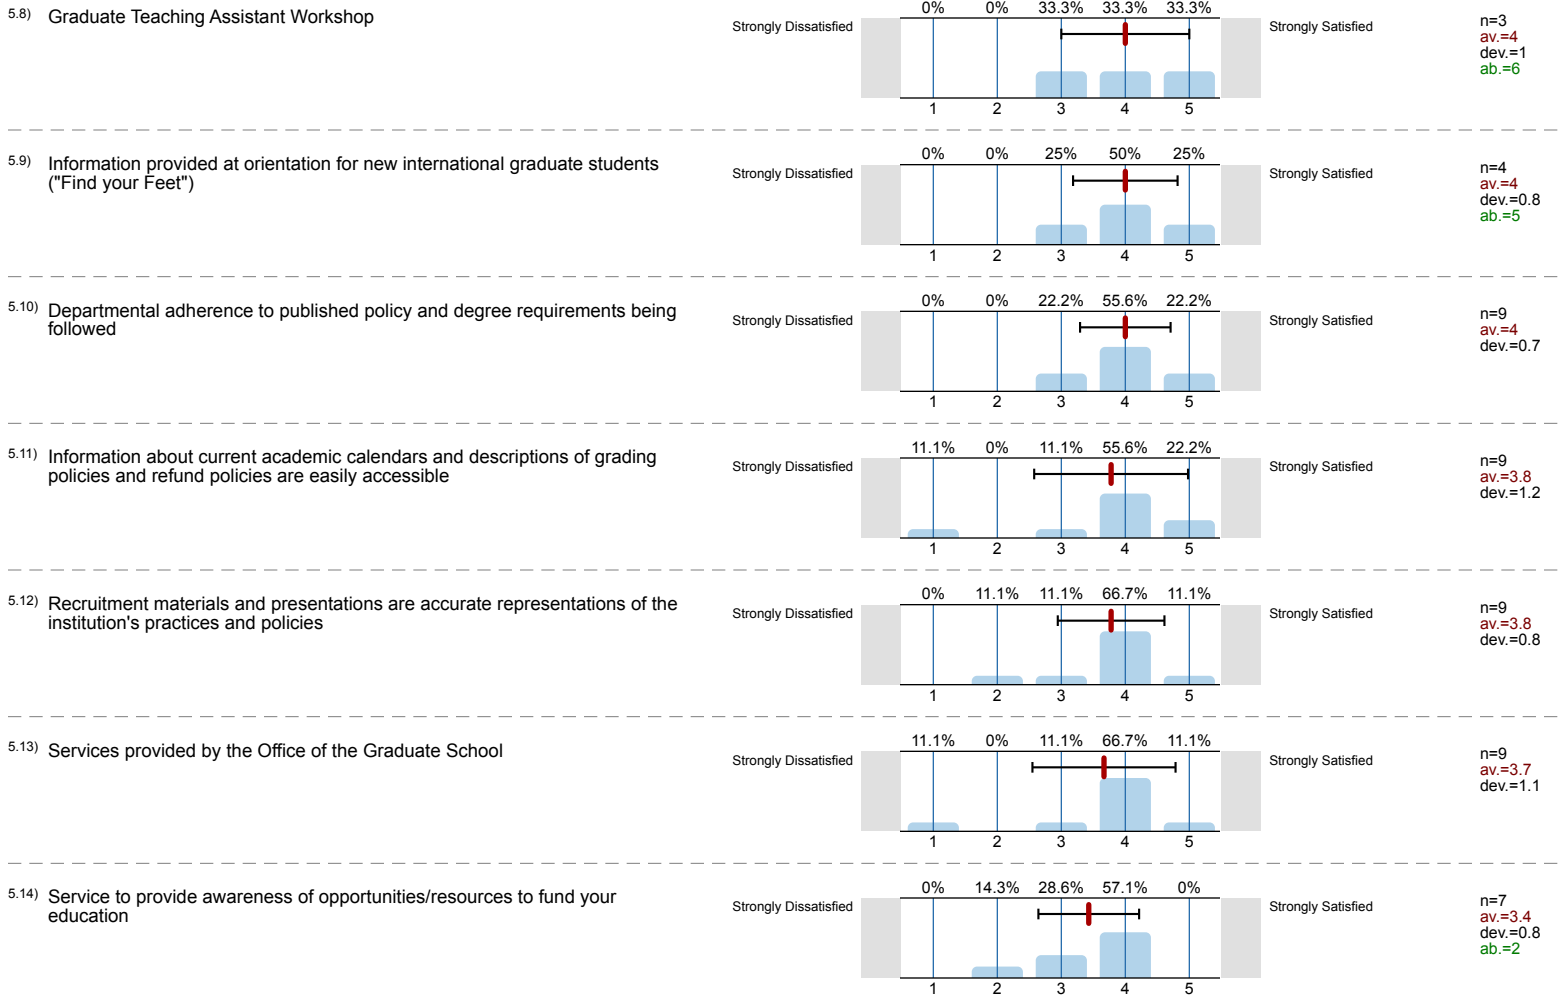 5.8) Graduate Teaching Assistant Workshop
0% 0% 33.3% 33.3% 33.3%
Strongly Dissatisfied
Strongly Satisfied
1 2 3 4 5
n=3
av.=4
dev.=1
ab.=6
5.9) Information provided at orientation for new international graduate students
("Find your Feet")
0% 0% 25% 50% 25%
Strongly Dissatisfied
Strongly Satisfied
1 2 3 4 5
n=4
av.=4
dev.=0.8
ab.=5
5.10) Departmental adherence to published policy and degree requirements being
followed
0% 0% 22.2% 55.6% 22.2%
Strongly Dissatisfied
Strongly Satisfied
1 2 3 4 5
n=9
av.=4
dev.=0.7
5.11) Information about current academic calendars and descriptions of grading
policies and refund policies are easily accessible
11.1% 0% 11.1% 55.6% 22.2%
Strongly Dissatisfied
Strongly Satisfied
1 2 3 4 5
n=9
av.=3.8
dev.=1.2
5.12) Recruitment materials and presentations are accurate representations of the
institution's practices and policies
0% 11.1% 11.1% 66.7% 11.1%
Strongly Dissatisfied
Strongly Satisfied
1 2 3 4 5
n=9
av.=3.8
dev.=0.8
5.13) Services provided by the Office of the Graduate School
11.1% 0% 11.1% 66.7% 11.1%
Strongly Dissatisfied
Strongly Satisfied
1 2 3 4 5
n=9
av.=3.7
dev.=1.1
5.14) Service to provide awareness of opportunities/resources to fund your
education
0% 14.3% 28.6% 57.1% 0%
Strongly Dissatisfied
Strongly Satisfied
1 2 3 4 5
n=7
av.=3.4
dev.=0.8
ab.=2